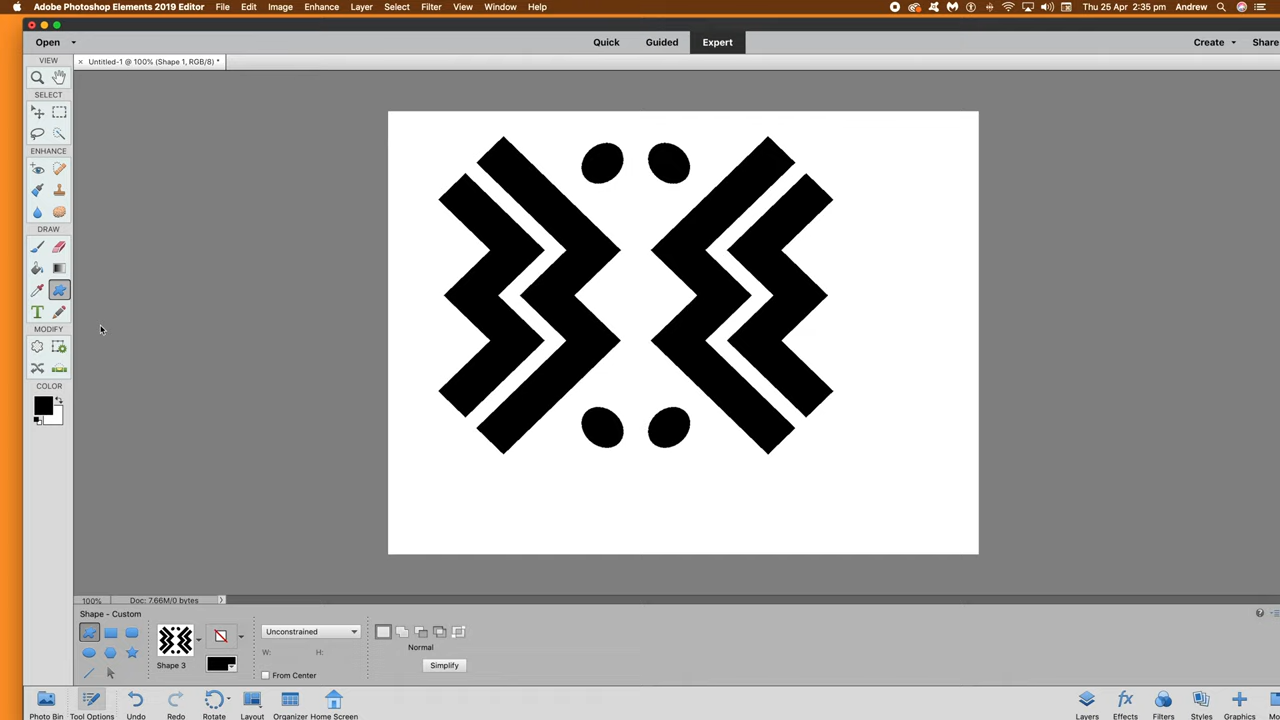 Adobe Photoshop Elements 2019 Editor File Edit Image Enhance Layer Select Filter View Window Help Thu 25 Apr 2:35 pm Andrew
Open Quick Guided Expert Create Share
× Untitled-1 @ 100% (Shape 1, RGB/8) *
VIEW
SELECT
ENHANCE
DRAW
T
MODIFY
COLOR
100% Doc: 7.66M/0 bytes
Shape - Custom
Unconstrained
Normal
W: H:
Shape 3
Simplify
From Center
Photo Bin Tool Options Undo Redo Rotate Layout Organizer Home Screen Layers Effects Filters Styles Graphics Mo